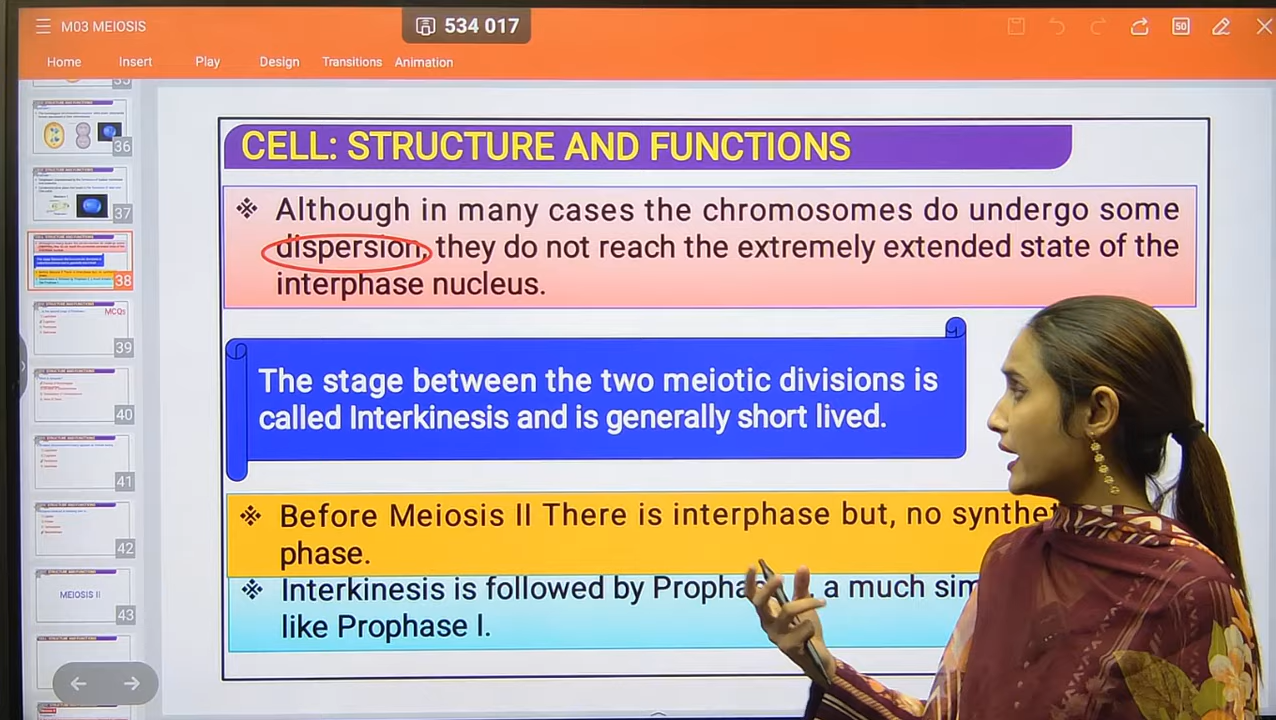 M03 MEIOSIS
534 017
50
Home Insert Play Design Transitions Animation
36
37
38
MCQs
39
40
41
42
MEIOSIS II
43
CELL: STRUCTURE AND FUNCTIONS
❖ Although in many cases the chromosomes do undergo some
dispersion, they do not reach the extremely extended state of the
interphase nucleus.
The stage between the two meiotic divisions is
called Interkinesis and is generally short lived.
❖ Before Meiosis II There is interphase but, no
phase.
❖ Interkinesis is followed by a much
like Prophase I.